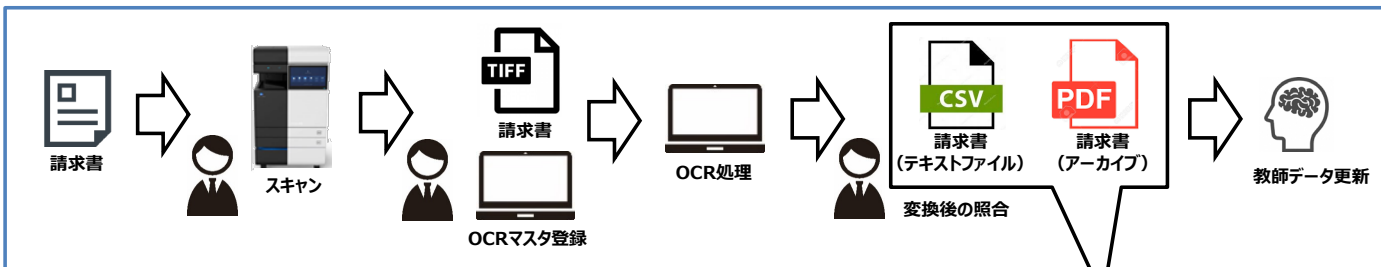 請求書
スキャン
TIFF
請求書
OCRマスタ登録
OCR処理
CSV
請求書
（テキストファイル）
PDF
請求書
（アーカイブ）
変換後の照合
教師データ更新